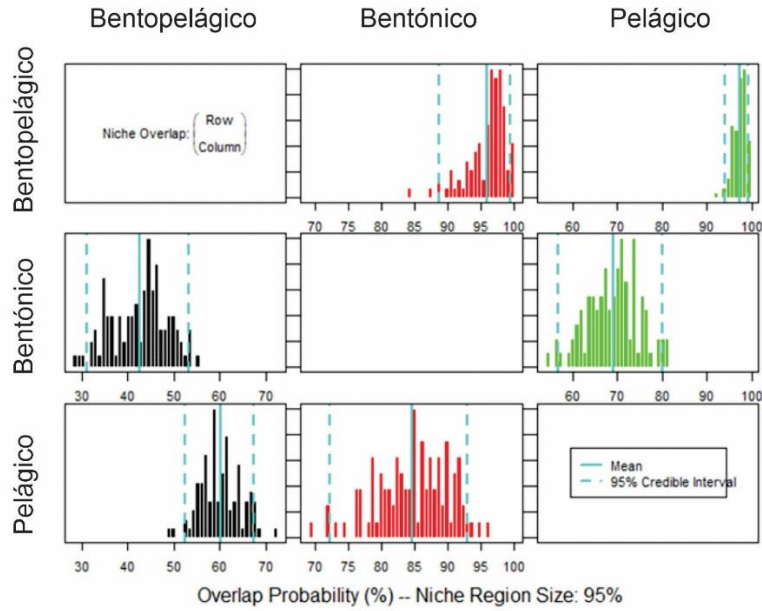 Bentopelágico Bentónico Pelágico
Bentopelágico
Niche Overlap: (Row
Column)
70 75 80 85 90 95 100
60 70 80 90 100
Bentónico
30 40 50 60 70
60 70 80 90 100
Pelágico
Mean
95% Credible Interval
30 40 50 60 70
70 75 80 85 90 95 100
Overlap Probability (%) -- Niche Region Size: 95%